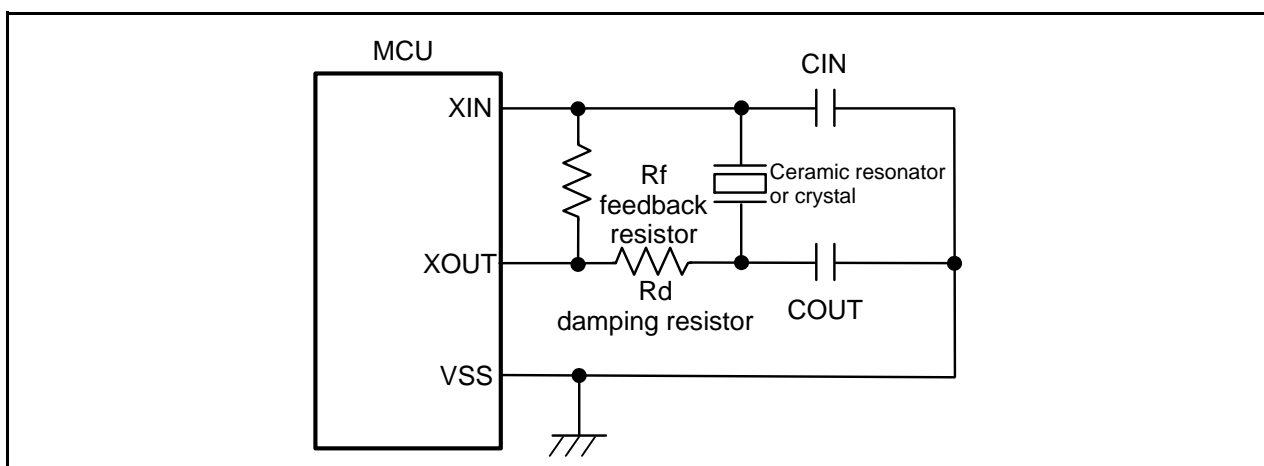 MCU
CIN
XIN
Ceramic resonator
or crystal
Rf
feedback
resistor
XOUT
Rd
damping resistor
COUT
VSS